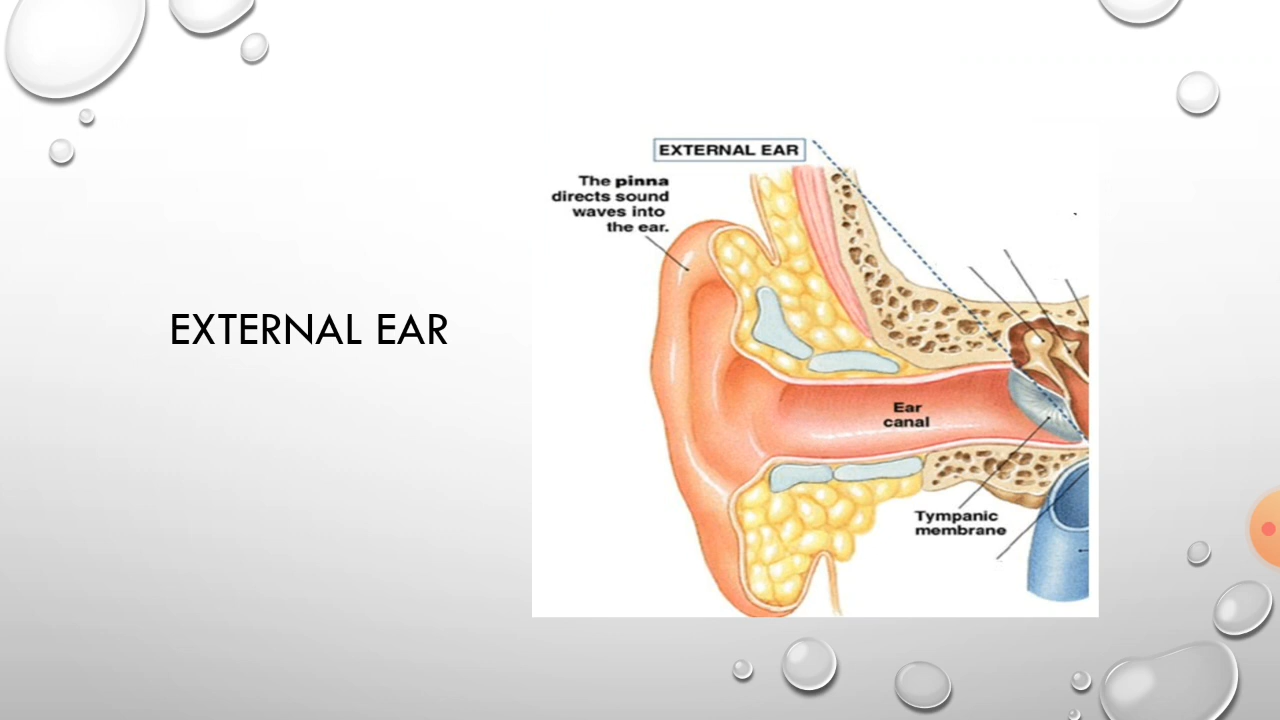 EXTERNAL EAR
EXTERNAL EAR
The pinna
directs sound
waves into
the ear.
Ear
canal
Tympanic
membrane